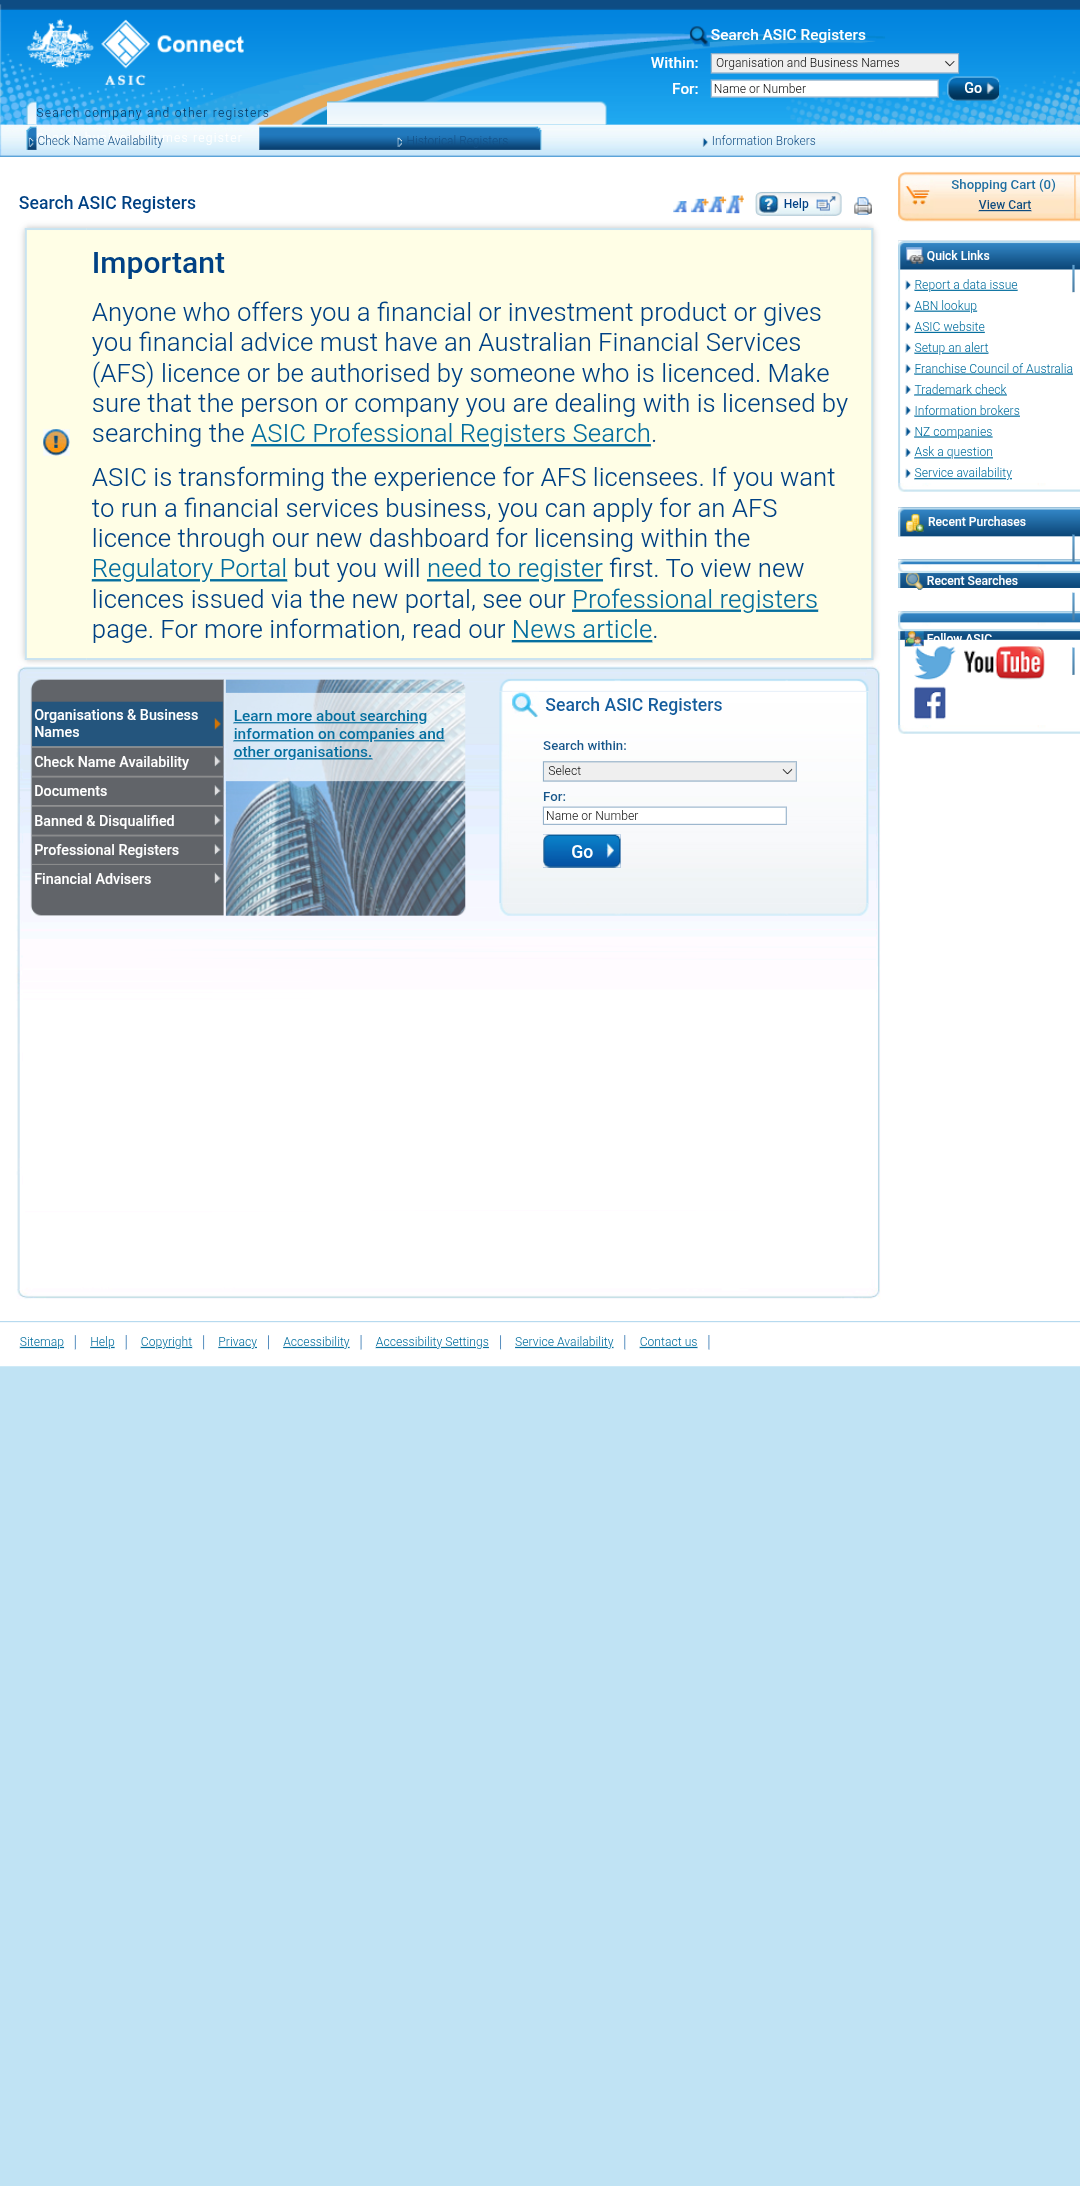 ASIC
Connect
Search ASIC Registers
Within:
Organisation and Business Names
For:
Name or Number
Go
Search company and other registers
Check Name Availability
register
Historical Registers
Information Brokers
Search ASIC Registers
Help
Shopping Cart (0)
View Cart
Important
Anyone who offers you a financial or investment product or gives
you financial advice must have an Australian Financial Services
(AFS) licence or be authorised by someone who is licenced. Make
sure that the person or company you are dealing with is licensed by
searching the ASIC Professional Registers Search.
ASIC is transforming the experience for AFS licensees. If you want
to run a financial services business, you can apply for an AFS
licence through our new dashboard for licensing within the
Regulatory Portal but you will need to register first. To view new
licences issued via the new portal, see our Professional registers
page. For more information, read our News article.
Quick Links
Report a data issue
ABN lookup
ASIC website
Setup an alert
Franchise Council of Australia
Trademark check
Information brokers
NZ companies
Ask a question
Service availability
Recent Purchases
Recent Searches
Follow ASIC
YouTube
Organisations & Business
Names
Check Name Availability
Documents
Banned & Disqualified
Professional Registers
Financial Advisers
Learn more about searching
information on companies and
other organisations.
Search ASIC Registers
Search within:
Select
For:
Name or Number
Go
Sitemap
Help
Copyright
Privacy
Accessibility
Accessibility Settings
Service Availability
Contact us